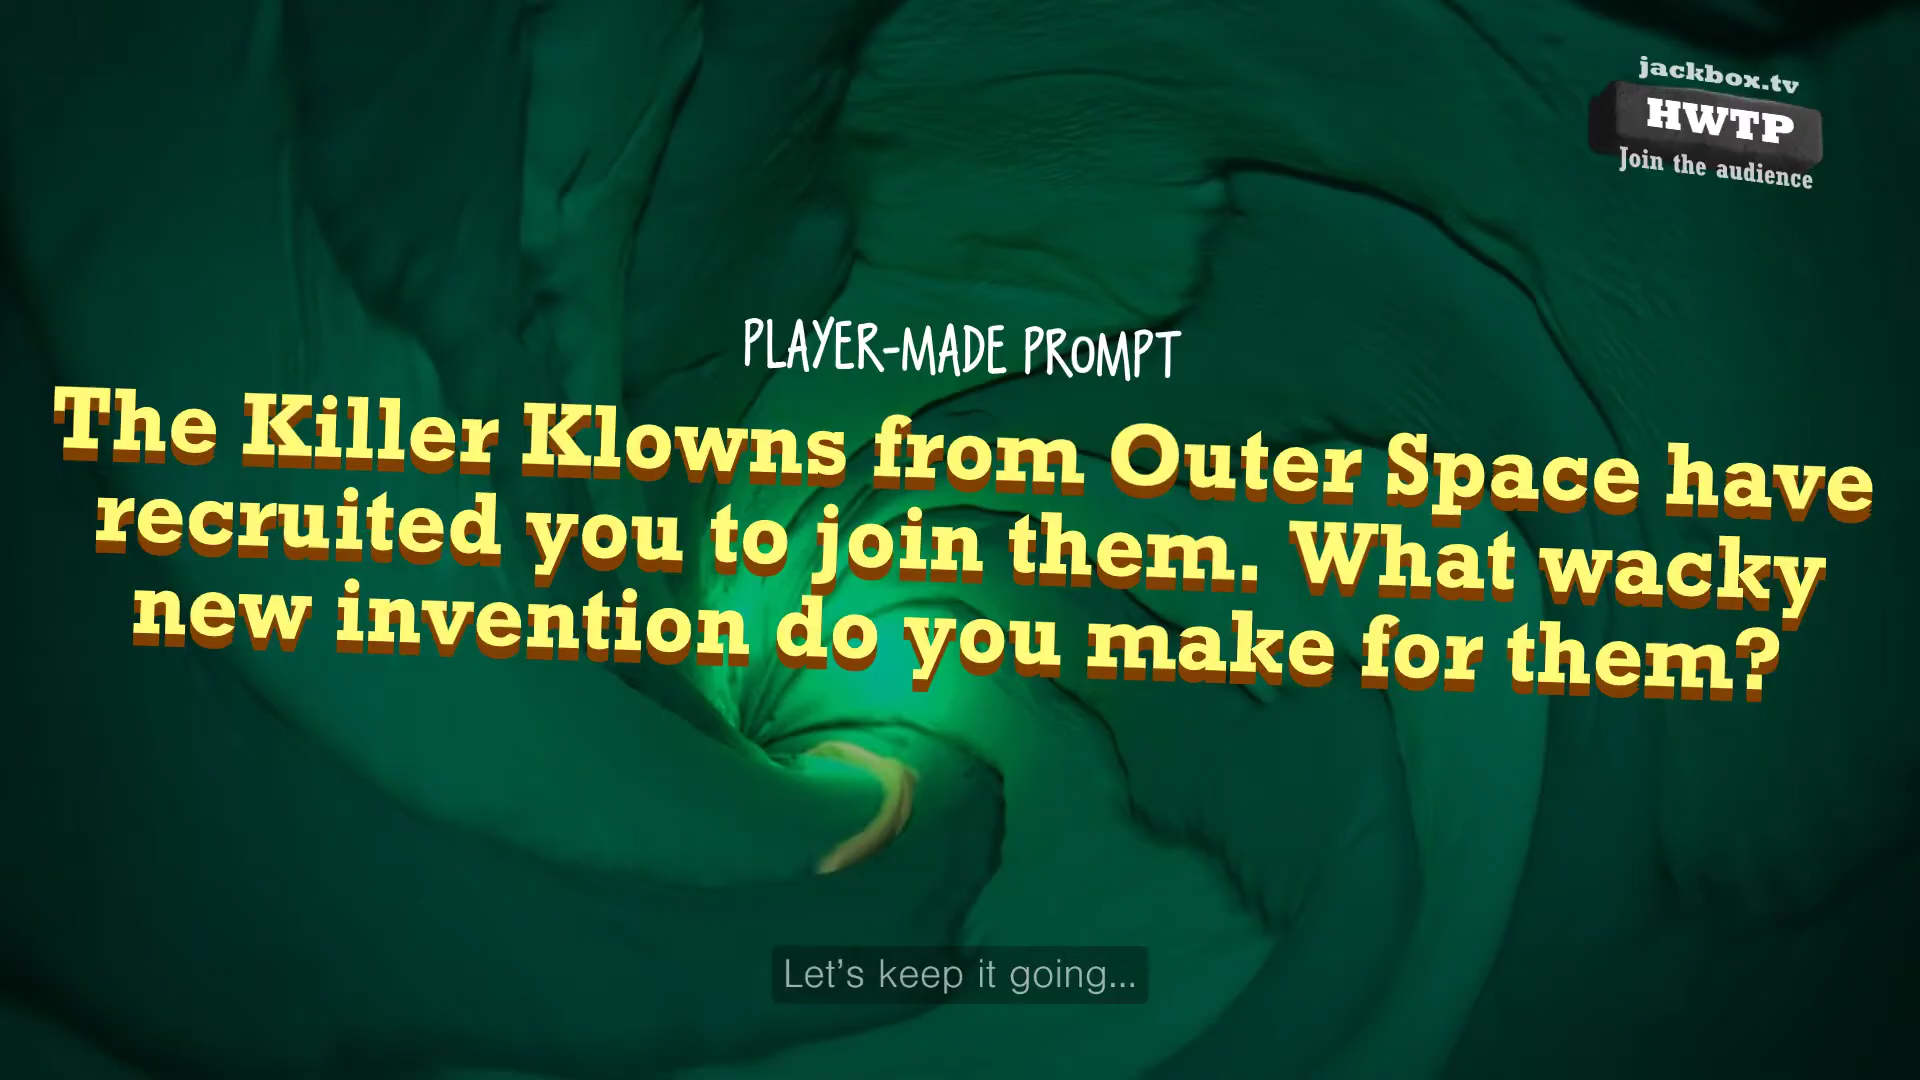 jackbox.tv
HWTP
Join the audience
PLAYER-MADE PROMPT
The Killer Klowns from Outer Space have
recruited you to join them. What wacky
new invention do you make for them?
Let's keep it going...